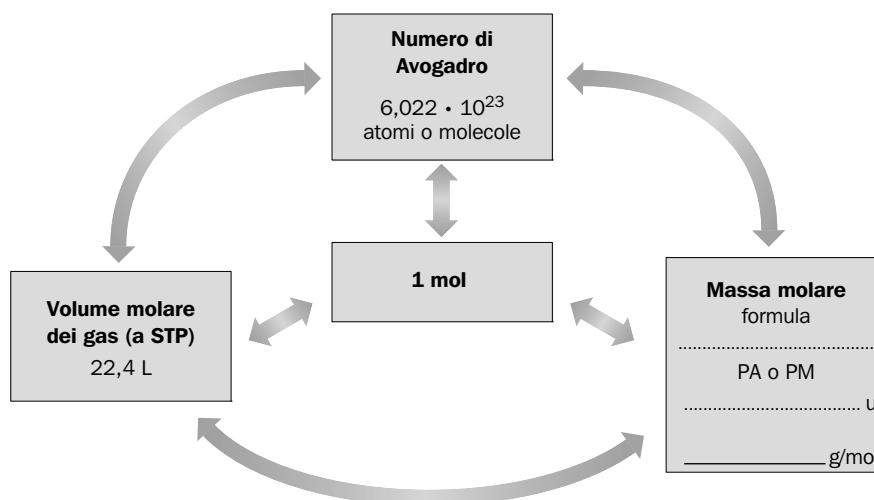 Numero di
Avogadro
6,022 • 10²³
atomi o molecole
1 mol
Volume molare
dei gas (a STP)
22,4 L
Massa molare
formula
........................................
PA o PM
..................................... u
______________ g/mo